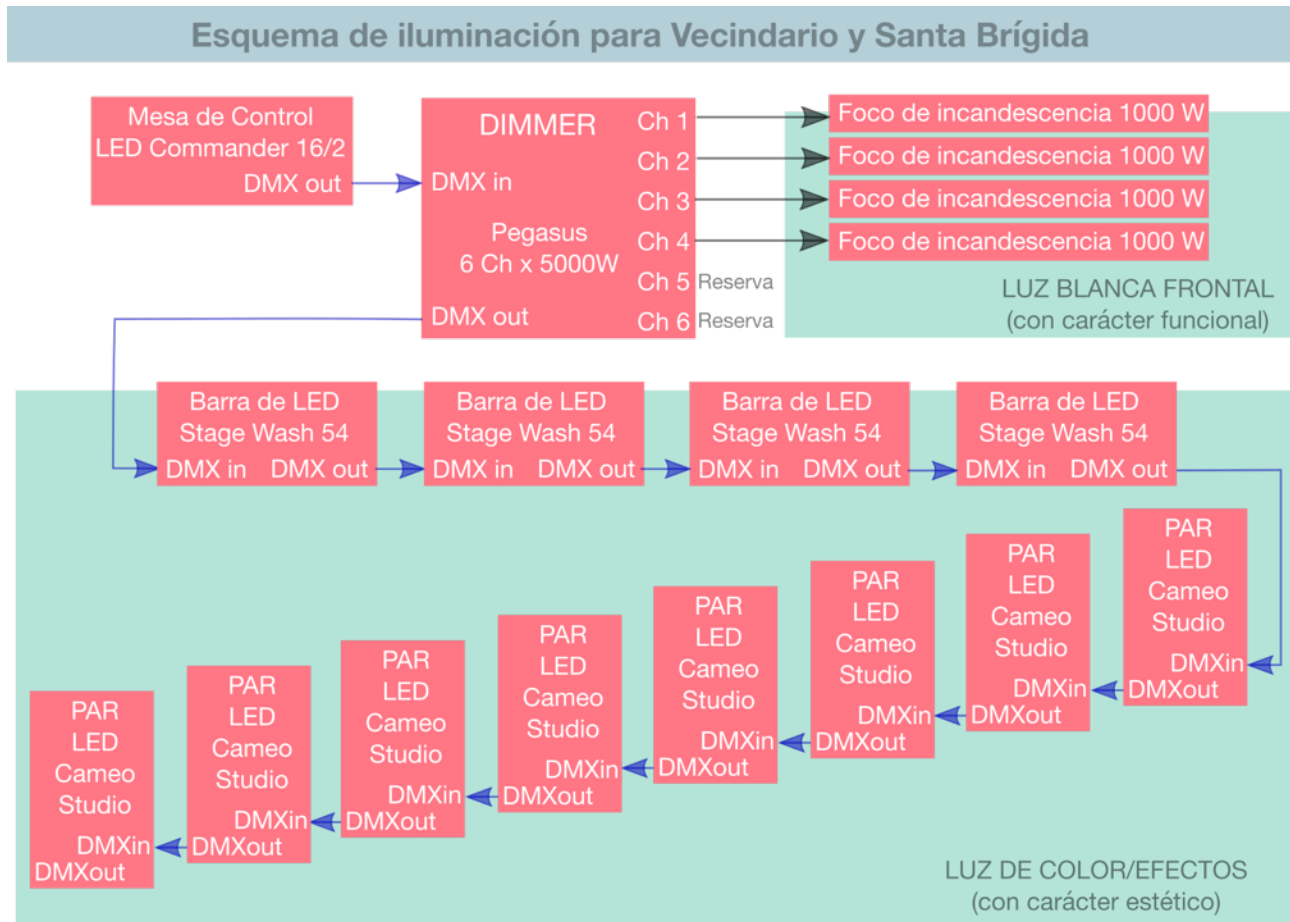 Esquema de iluminación para Vecindario y Santa Brígida
Mesa de Control
LED Commander 16/2
DMX out
DIMMER
DMX in
Pegasus
6 Ch x 5000W
DMX out
Ch 1
Ch 2
Ch 3
Ch 4
Ch 5 Reserva
Ch 6 Reserva
Foco de incandescencia 1000 W
Foco de incandescencia 1000 W
Foco de incandescencia 1000 W
Foco de incandescencia 1000 W
LUZ BLANCA FRONTAL
(con carácter funcional)
Barra de LED
Stage Wash 54
DMX in DMX out
Barra de LED
Stage Wash 54
DMX in DMX out
Barra de LED
Stage Wash 54
DMX in DMX out
Barra de LED
Stage Wash 54
DMX in DMX out
PAR
LED
Cameo
Studio
DMXin
DMXout
PAR
LED
Cameo
Studio
DMXin
DMXout
PAR
LED
Cameo
Studio
DMXin
DMXout
PAR
LED
Cameo
Studio
DMXin
DMXout
PAR
LED
Cameo
Studio
DMXin
DMXout
PAR
LED
Cameo
Studio
DMXin
DMXout
PAR
LED
Cameo
Studio
DMXin
DMXout
PAR
LED
Cameo
Studio
DMXin
DMXout
LUZ DE COLOR/EFECTOS
(con carácter estético)